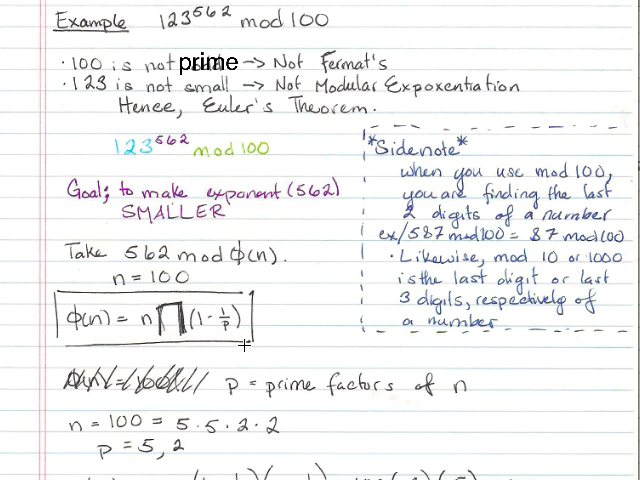 Example 123^562 mod 100
· 100 is not prime -> Not Fermat's
· 123 is not small -> Not Modular Expoxentiation
Hence, Euler's Theorem.
123^562 mod 100
Goal; to make exponent (562)
SMALLER
Take 562 mod ϕ(n).
n = 100
ϕ(n) = n∏(1 - 1/p)
p = prime factors of n
n = 100 = 5 · 5 · 2 · 2
p = 5, 2
*Sidenote*
when you use mod 100,
you are finding the last
2 digits of a number
ex/ 587 mod 100 = 87 mod 100
· Likewise, mod 10 or 1000
is the last digit or last
3 digits, respectively of
a number